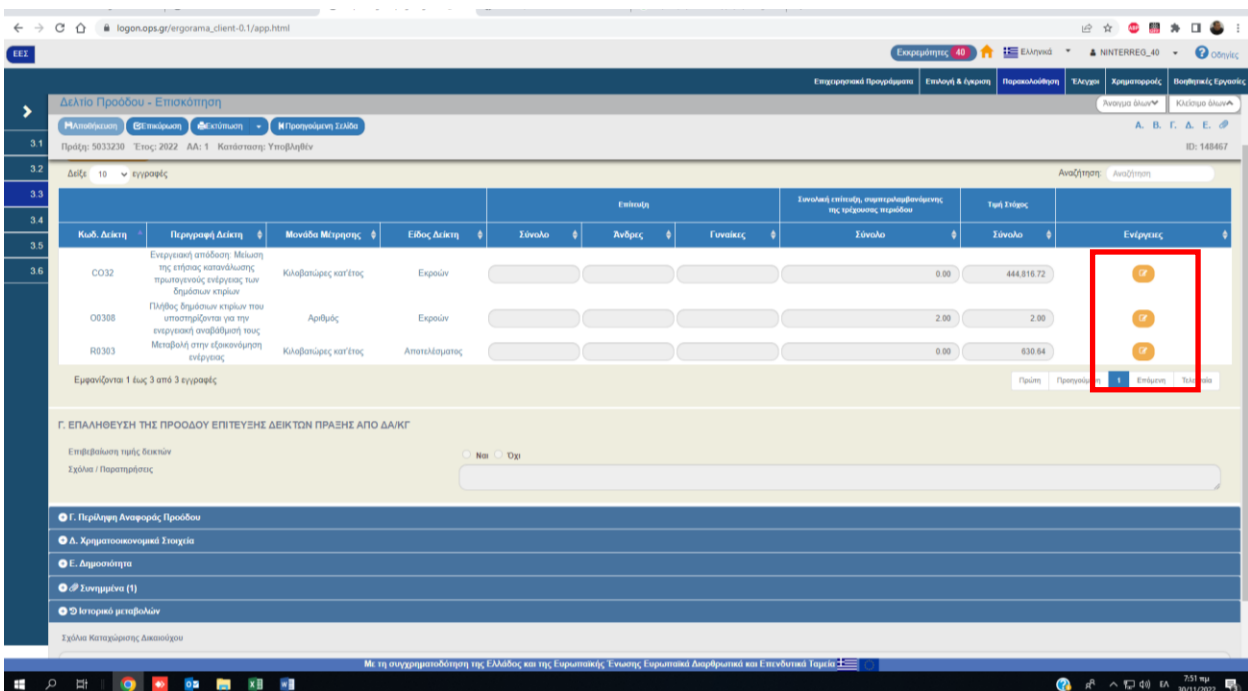 logon.ops.gr/ergorama_client-0.1/app.html
ΕΕΣ
Εκκρεμότητες 40 Ελληνικά NINTERREG_40 Οδηγίες
Επιχειρησιακά Προγράμματα Επιλογή & έγκριση Παρακολούθηση Έλεγχοι Χρηματορροές Βοηθητικές Εργασίες
Δελτίο Προόδου - Επισκόπηση Άνοιγμα όλων Κλείσιμο όλων
Αποθήκευση Επικύρωση Εκτύπωση Προηγούμενη Σελίδα Α. Β. Γ. Δ. Ε.
3.1 Πράξη: 5033230 Έτος: 2022 ΑΑ: 1 Κατάσταση: Υποβληθέν ID: 148467
3.2 Δείξε 10 εγγραφές Αναζήτηση: Αναζήτηση
3.3
3.4
3.5
3.6
Επίτευξη Συνολική επίτευξη, συμπεριλαμβανόμενης της τρέχουσας περιόδου Τιμή Στόχος
Κωδ. Δείκτη Περιγραφή Δείκτη Μονάδα Μέτρησης Είδος Δείκτη Σύνολο Άνδρες Γυναίκες Σύνολο Σύνολο Ενέργειες
Ενεργειακή απόδοση: Μείωση
της ετήσιας κατανάλωσης
πρωτογενούς ενέργειας των
δημόσιων κτιρίων
CO32 Κιλοβατώρες κατ'έτος Εκροών 0.00 444,816.72
Πλήθος δημόσιων κτιρίων που
υποστηρίζονται για την
ενεργειακή αναβάθμισή τους
O0308 Αριθμός Εκροών 2.00 2.00
Μεταβολή στην εξοικονόμηση
ενέργειας
R0303 Κιλοβατώρες κατ'έτος Αποτελέσματος 0.00 630.64
Εμφανίζονται 1 έως 3 από 3 εγγραφές Πρώτη Προηγούμενη 1 Επόμενη Τελευταία
Γ. ΕΠΑΛΗΘΕΥΣΗ ΤΗΣ ΠΡΟΟΔΟΥ ΕΠΙΤΕΥΞΗΣ ΔΕΙΚΤΩΝ ΠΡΑΞΗΣ ΑΠΟ ΔΑ/ΚΓ
Επιβεβαίωση τιμής δεικτών Ναι Όχι
Σχόλια / Παρατηρήσεις
Γ. Περίληψη Αναφοράς Προόδου
Δ. Χρηματοοικονομικά Στοιχεία
Ε. Δημοσιότητα
Συνημμένα (1)
Ιστορικό μεταβολών
Σχόλια Καταχώρισης Δικαιούχου
Με τη συγχρηματοδότηση της Ελλάδος και της Ευρωπαϊκής Ένωσης Ευρωπαϊκά Διαρθρωτικά και Επενδυτικά Ταμεία
ΕΛ 7:51 πμ
30/11/2022